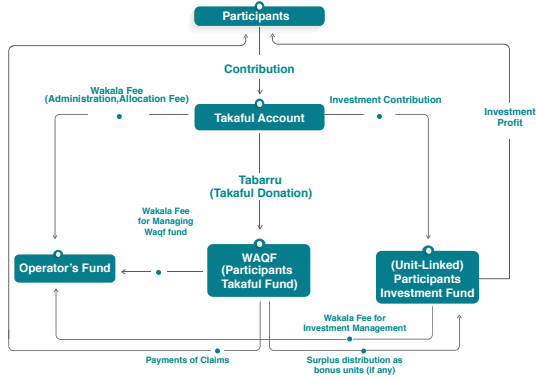 Participants
Contribution
Wakala Fee
(Administration,Allocation Fee)
Investment Contribution
Investment
Profit
Takaful Account
Tabarru
(Takaful Donation)
Wakala Fee
for Managing
Waqf fund
Operator's Fund
WAQF
(Participants
Takaful Fund)
(Unit-Linked)
Participants
Investment Fund
Wakala Fee for
Investment Management
Payments of Claims
Surplus distribution as
bonus units (if any)